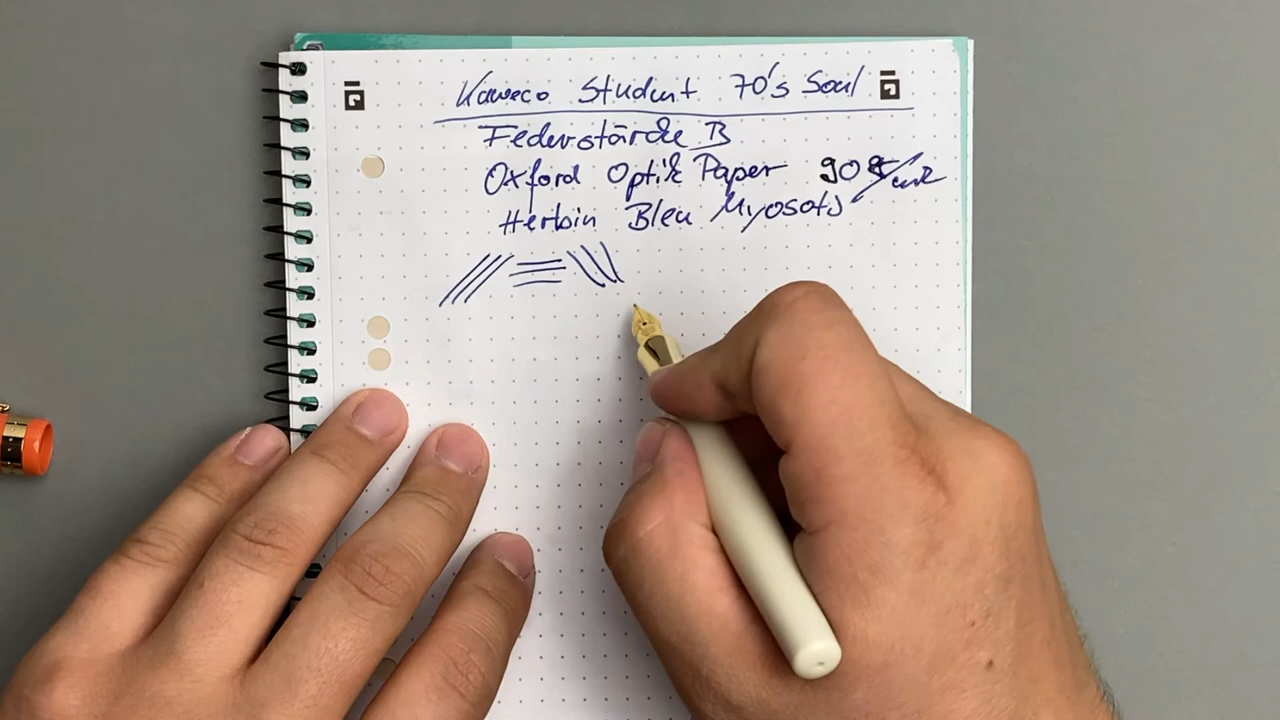 Kaweco Student 70's Soul
Federstärke B
Oxford Optik Paper 90g/m²
Herbin Bleu Myosotis